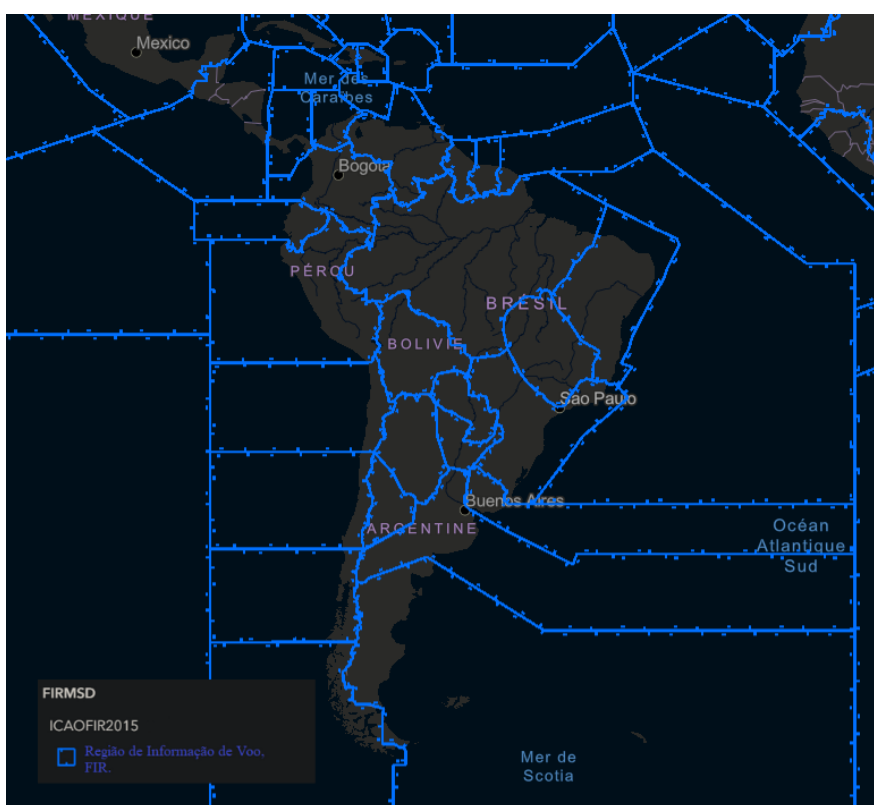 MEXIQUE
Mexico
Mer des
Caraïbes
Bogota
PÉROU
BRÉSIL
BOLIVIE
Sao Paulo
Buenos Aires
ARGENTINE
Océan
Atlantique
Sud
FIRMSD
ICAOFIR2015
Região de Informação de Voo,
FIR.
Mer de
Scotia